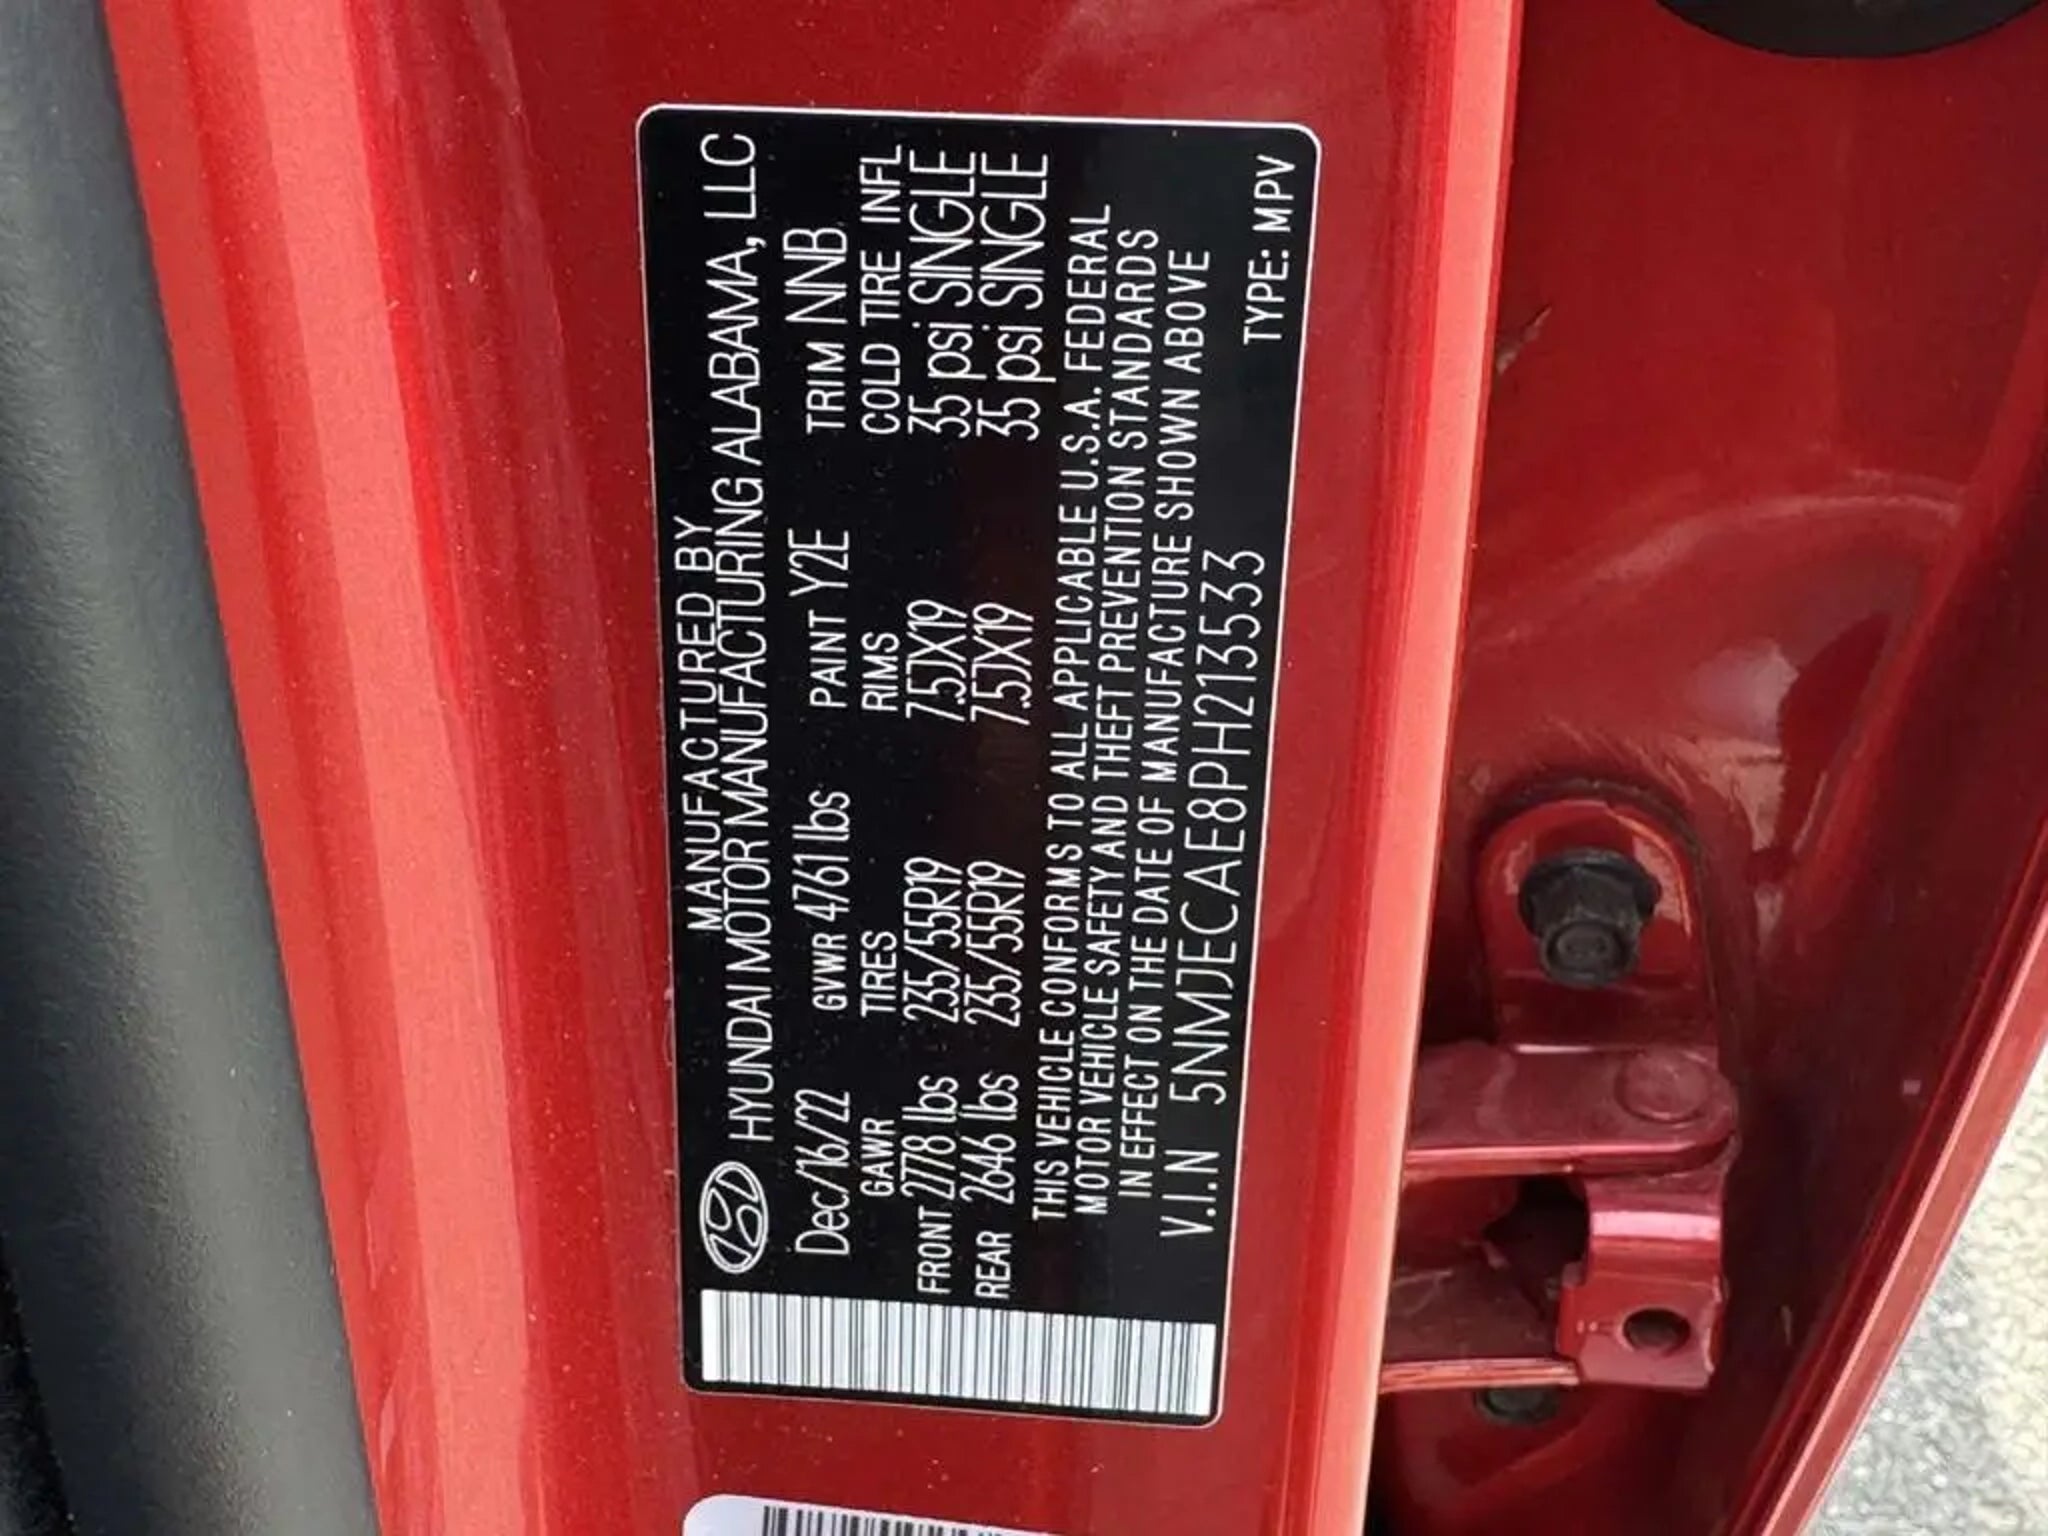 MANUFACTURED BY
HYUNDAI MOTOR MANUFACTURING ALABAMA, LLC
Dec/16/22 GVWR 4761 lbs PAINT Y2E TRIM NNB
GAWR TIRES RIMS COLD TIRE INFL
FRONT 2778 lbs 235/55R19 7.5JX19 35 psi SINGLE
REAR 2646 lbs 235/55R19 7.5JX19 35 psi SINGLE
THIS VEHICLE CONFORMS TO ALL APPLICABLE U.S.A. FEDERAL
MOTOR VEHICLE SAFETY AND THEFT PREVENTION STANDARDS
IN EFFECT ON THE DATE OF MANUFACTURE SHOWN ABOVE
V.I.N 5NMJECAE8PH213533 TYPE: MPV